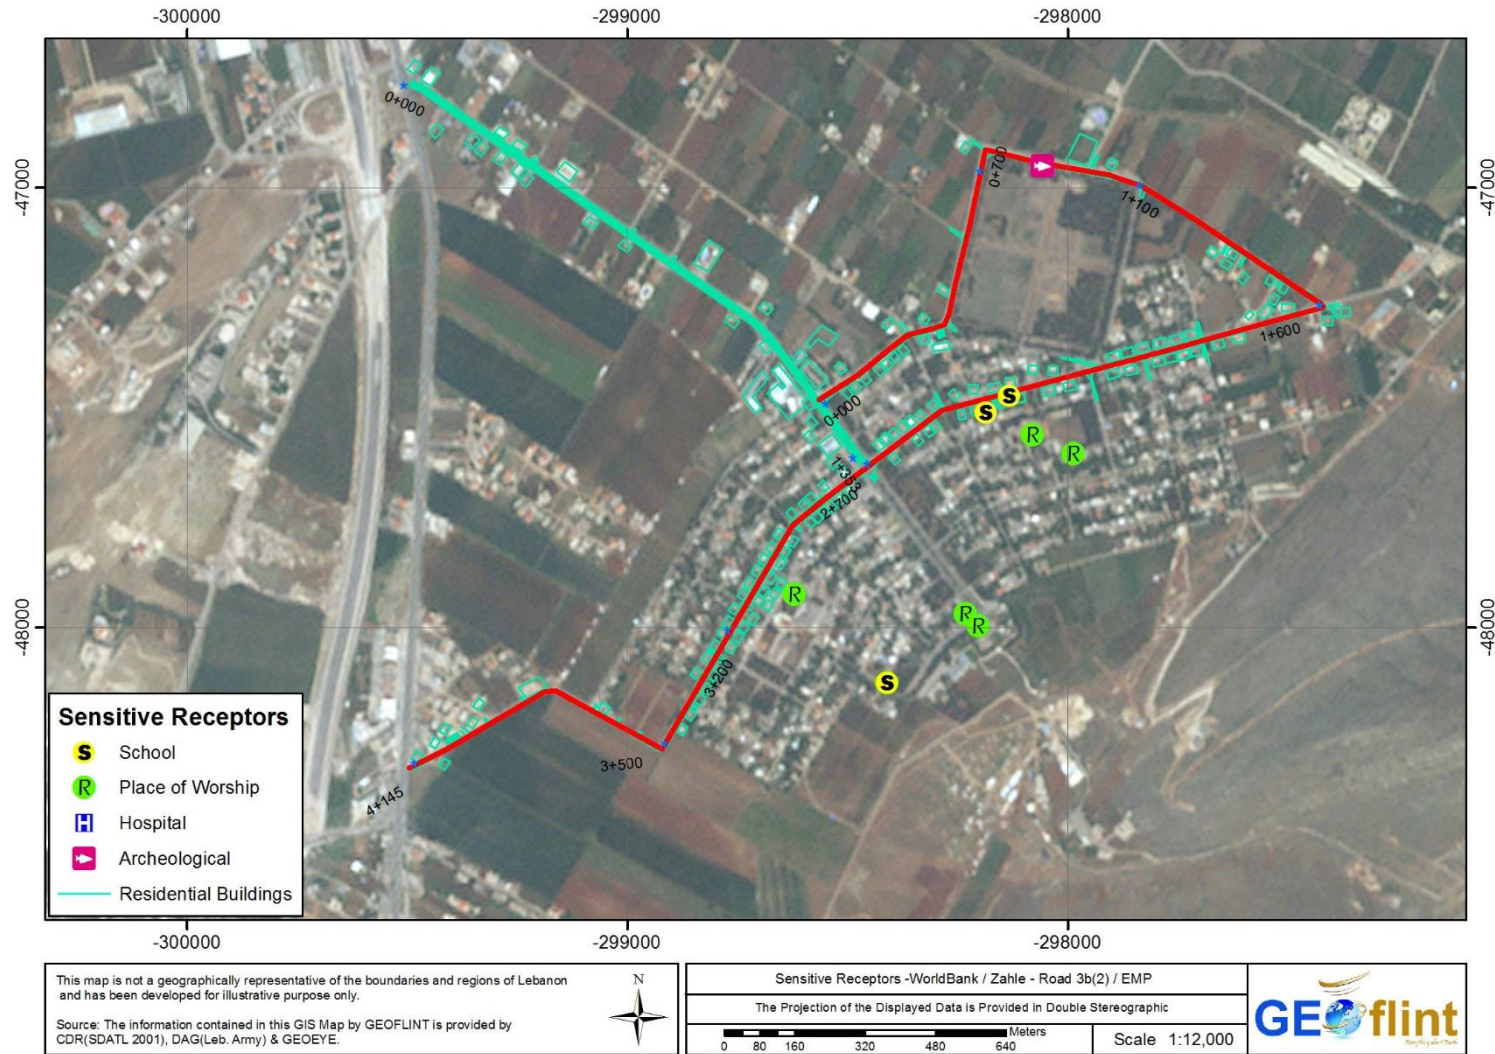 -300000
-299000
-298000
0+000
0+700
-47000
-47000
1+100
1+600
0+000
1+353
2+700
-48000
-48000
3+200
3+500
4+145
Sensitive Receptors
S School
R Place of Worship
H Hospital
Archeological
Residential Buildings
S
S
R
R
R
R
R
S
-300000
-299000
-298000
This map is not a geographically representative of the boundaries and regions of Lebanon
and has been developed for illustrative purpose only.
Source: The information contained in this GIS Map by GEOFLINT is provided by
CDR(SDATL 2001), DAG(Leb. Army) & GEOEYE.
N
Sensitive Receptors -WorldBank / Zahle - Road 3b(2) / EMP
The Projection of the Displayed Data is Provided in Double Stereographic
Meters
0 80 160 320 480 640
Scale 1:12,000
GEOflint